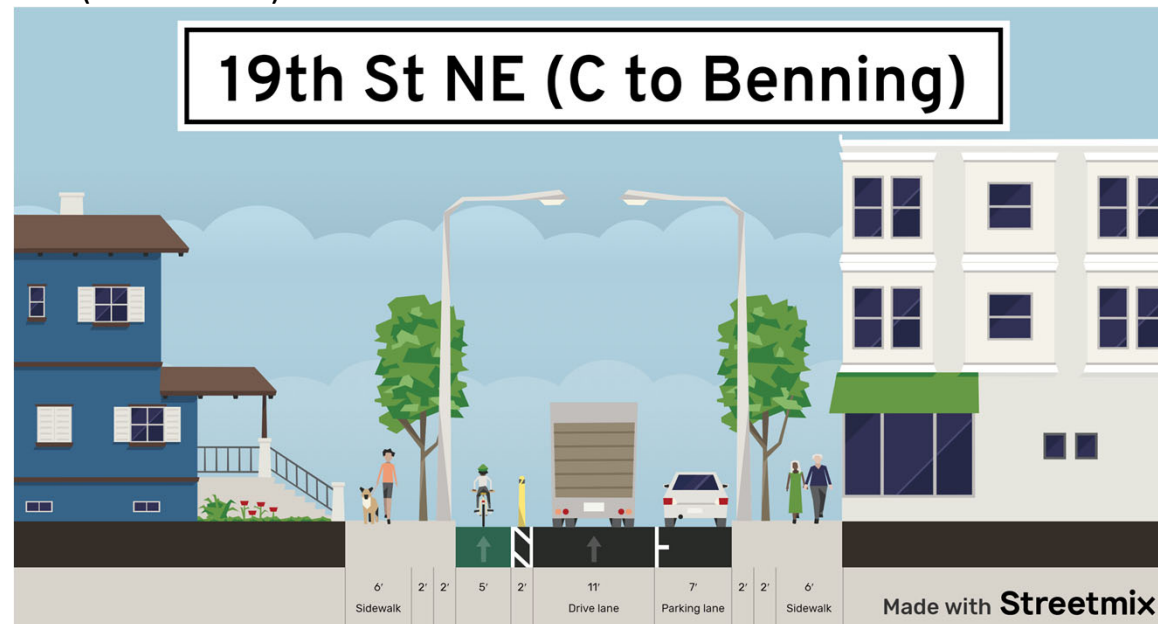 19th St NE (C to Benning)
6' 2' 2' 5' 2' 11' 7' 2' 2' 6'
Sidewalk Drive lane Parking lane Sidewalk
Made with Streetmix